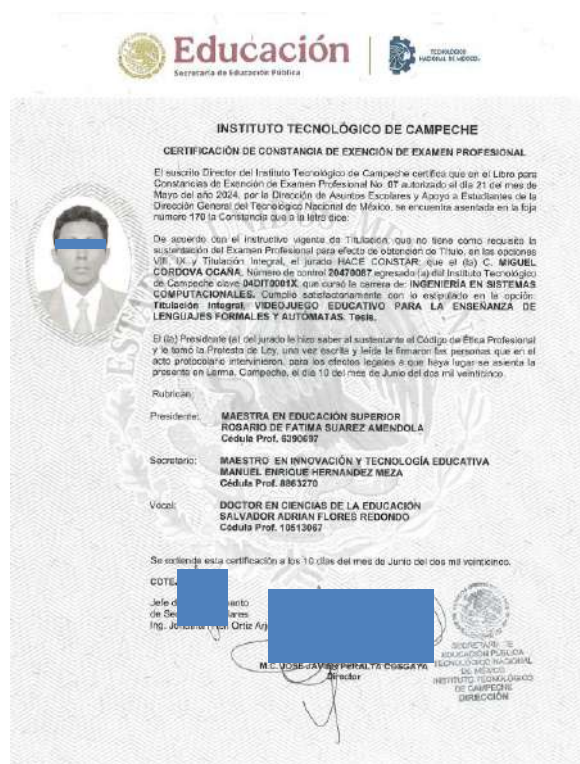 Educación
Secretaría de Educación Pública
TECNOLÓGICO
NACIONAL DE MÉXICO
INSTITUTO TECNOLÓGICO DE CAMPECHE
CERTIFICACIÓN DE CONSTANCIA DE EXENCIÓN DE EXAMEN PROFESIONAL
El suscrito Director del Instituto Tecnológico de Campeche certifica que en el Libro para
Constancias de Exención de Examen Profesional No. 07 autorizado el día 21 del mes de
Mayo del año 2024, por la Dirección de Asuntos Escolares y Apoyo a Estudiantes de la
Dirección General del Tecnológico Nacional de México, se encuentra asentada en la foja
número 170 la Constancia que a la letra dice:
De acuerdo con el instructivo vigente de Titulación, que no tiene como requisito la
sustentación del Examen Profesional para efecto de obtención de Título, en las opciones
VIII, IX y Titulación Integral, el jurado HACE CONSTAR: que el (la) C. MIGUEL
CORDOVA OCAÑA, Número de control 20470087 egresado (a) del Instituto Tecnológico
de Campeche clave 04DIT0001X, que cursó la carrera de: INGENIERÍA EN SISTEMAS
COMPUTACIONALES. Cumplió satisfactoriamente con lo estipulado en la opción:
Titulación Integral, VIDEOJUEGO EDUCATIVO PARA LA ENSEÑANZA DE
LENGUAJES FORMALES Y AUTÓMATAS. Tesis.
El (la) Presidente (a) del jurado le hizo saber al sustentante el Código de Ética Profesional
y le tomó la Protesta de Ley, una vez escrita y leída la firmaron las personas que en el
acto protocolario intervinieron, para los efectos legales a que haya lugar se asienta la
presente en Lerma, Campeche, el día 10 del mes de Junio del dos mil veinticinco.
Rubrican:
Presidente: MAESTRA EN EDUCACIÓN SUPERIOR
ROSARIO DE FATIMA SUAREZ AMENDOLA
Cédula Prof. 6390697
Secretario: MAESTRO EN INNOVACIÓN Y TECNOLOGÍA EDUCATIVA
MANUEL ENRIQUE HERNANDEZ MEZA
Cédula Prof. 8863270
Vocal: DOCTOR EN CIENCIAS DE LA EDUCACIÓN
SALVADOR ADRIAN FLORES REDONDO
Cédula Prof. 10513067
Se extiende esta certificación a los 10 días del mes de Junio del dos mil veinticinco.
COTEJ
Jefe d
de Se
Ing. Ortiz
M.C. JOSE JAVIER PERALTA COSGAYA
Director
SECRETARÍA DE
EDUCACIÓN PÚBLICA
TECNOLÓGICO NACIONAL
DE MÉXICO
INSTITUTO TECNOLÓGICO
DE CAMPECHE
DIRECCIÓN